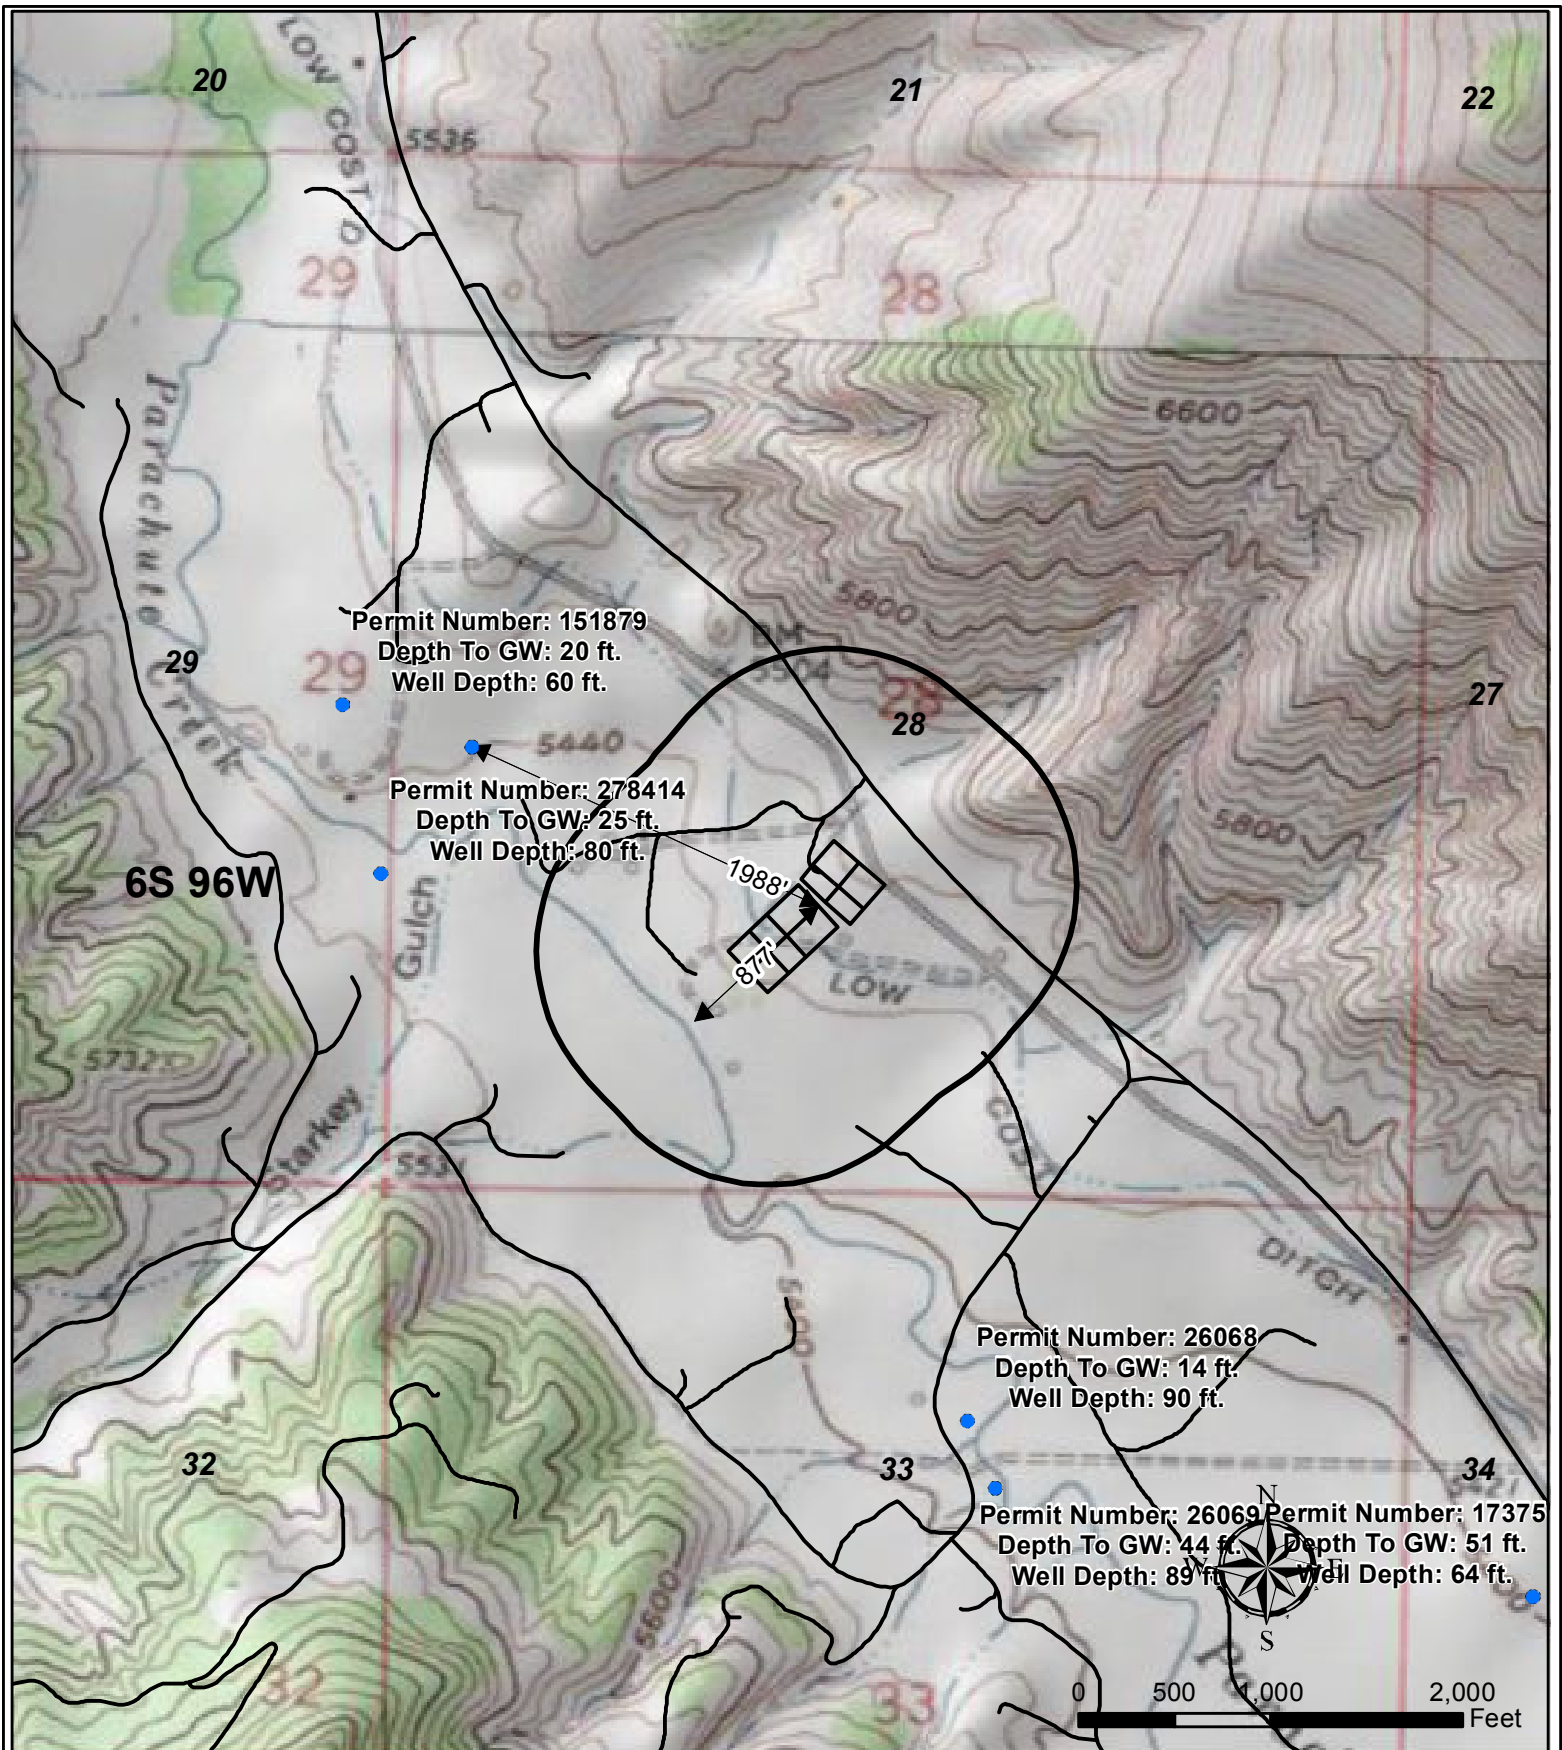 LOW COST D
20
21
22
5536
29
28
Parachute Creek
6600
5800
Permit Number: 151879
Depth To GW: 20 ft.
Well Depth: 60 ft.
BM
5504
29
29
28
28
27
5440
Permit Number: 278414
Depth To GW: 25 ft.
Well Depth: 80 ft.
5800
1988'
6S 96W
Gulch
877'
LOW
5732
COST
Starkey
5531
DITCH
5400
Permit Number: 26068
Depth To GW: 14 ft.
Well Depth: 90 ft.
32
33
34
5421
N
Permit Number: 26069
Depth To GW: 44 ft.
Well Depth: 89 ft.
Permit Number: 17375
Depth To GW: 51 ft.
Well Depth: 64 ft.
W
E
S
5600
32
33
0 500 1,000 2,000
Feet